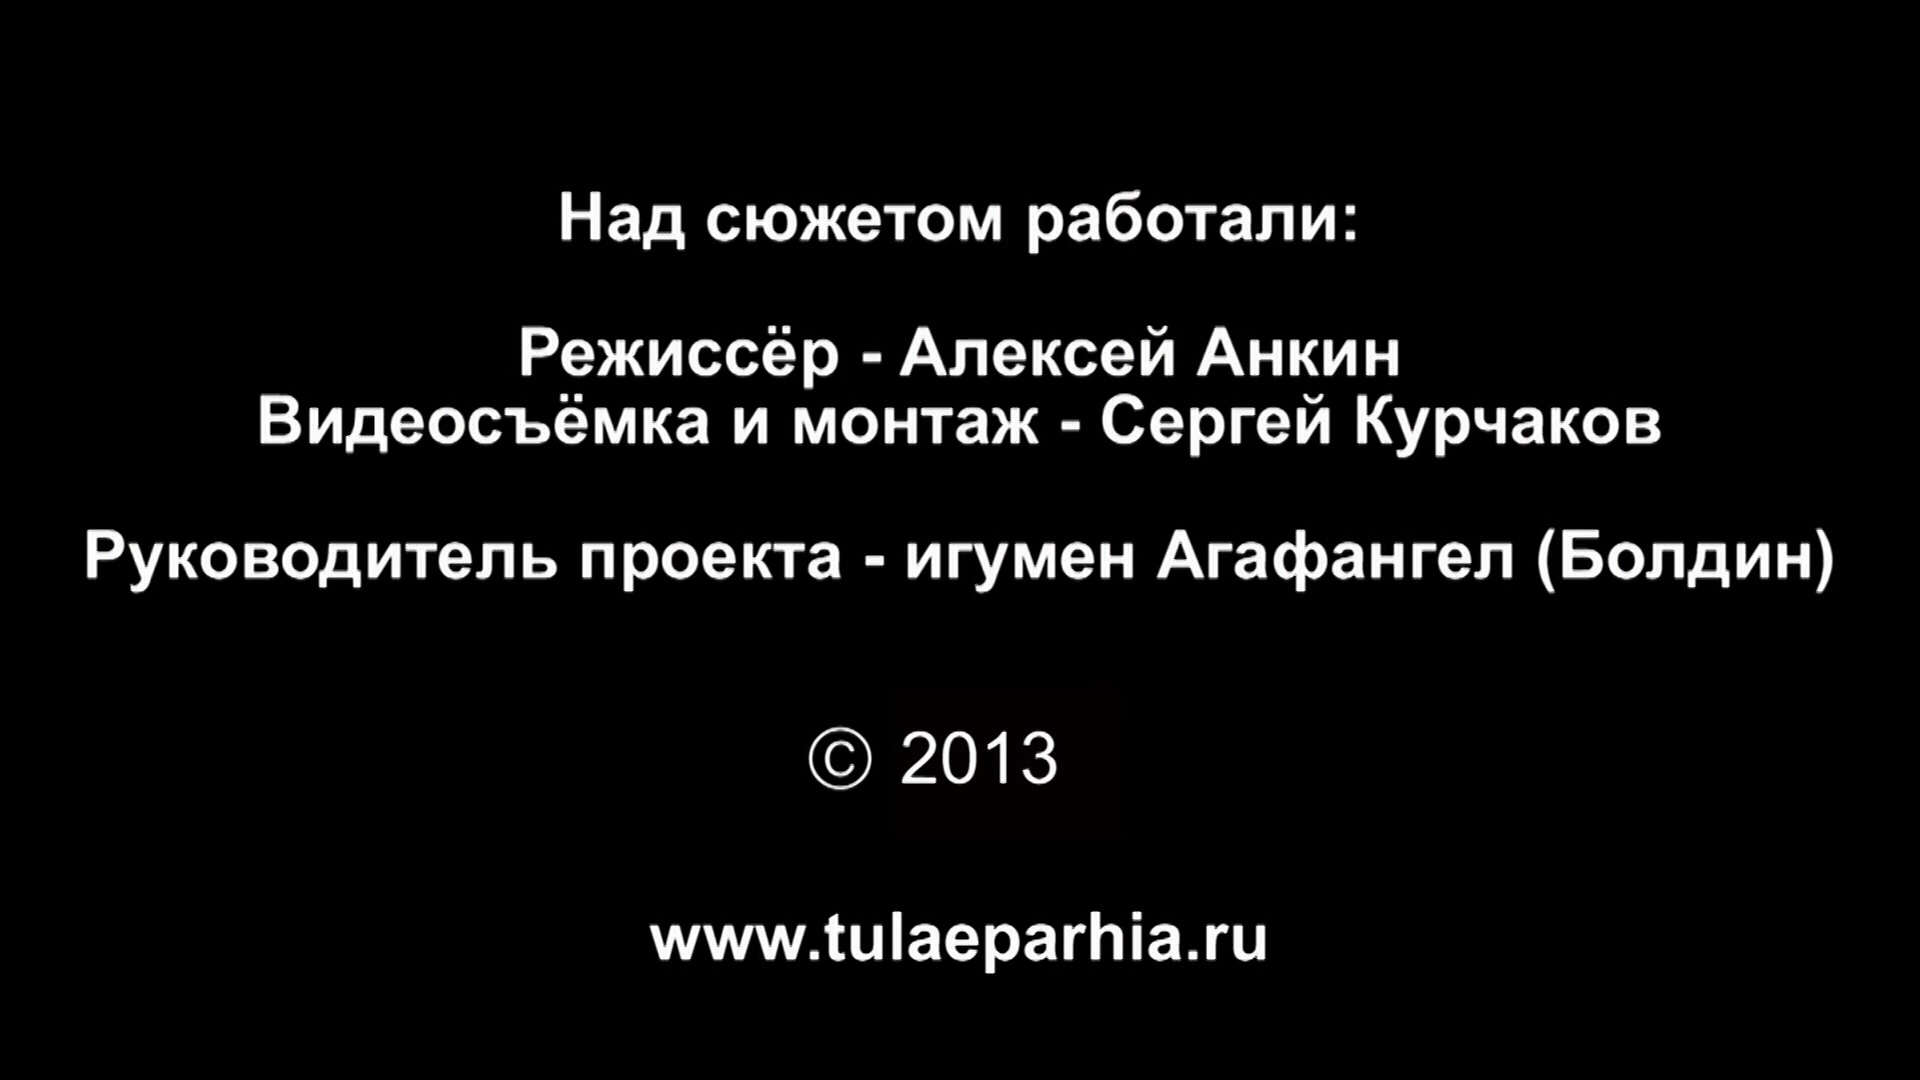 Над сюжетом работали:
Режиссёр - Алексей Анкин
Видеосъёмка и монтаж - Сергей Курчаков
Руководитель проекта - игумен Агафангел (Болдин)
© 2013
www.tulaeparhia.ru